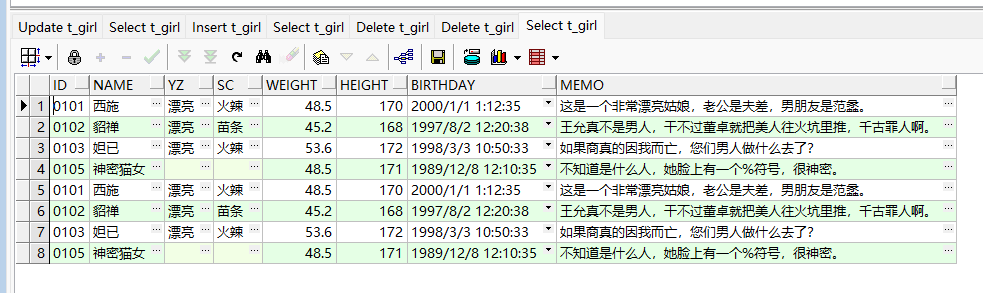 Update t_girl Select t_girl Insert t_girl Select t_girl Delete t_girl Delete t_girl Select t_girl
ID NAME YZ SC WEIGHT HEIGHT BIRTHDAY MEMO
1 0101 西施 漂亮 火辣 48.5 170 2000/1/1 1:12:35 这是一个非常漂亮姑娘，老公是夫差，男朋友是范蠡。
2 0102 貂禅 漂亮 苗条 45.2 168 1997/8/2 12:20:38 王允真不是男人，干不过董卓就把美人往火坑里推，千古罪人啊。
3 0103 妲已 漂亮 火辣 53.6 172 1998/3/3 10:50:33 如果商真的因我而亡，您们男人做什么去了？
4 0105 神密猫女 48.5 171 1989/12/8 12:10:35 不知道是什么人，她脸上有一个%符号，很神密。
5 0101 西施 漂亮 火辣 48.5 170 2000/1/1 1:12:35 这是一个非常漂亮姑娘，老公是夫差，男朋友是范蠡。
6 0102 貂禅 漂亮 苗条 45.2 168 1997/8/2 12:20:38 王允真不是男人，干不过董卓就把美人往火坑里推，千古罪人啊。
7 0103 妲已 漂亮 火辣 53.6 172 1998/3/3 10:50:33 如果商真的因我而亡，您们男人做什么去了？
8 0105 神密猫女 48.5 171 1989/12/8 12:10:35 不知道是什么人，她脸上有一个%符号，很神密。